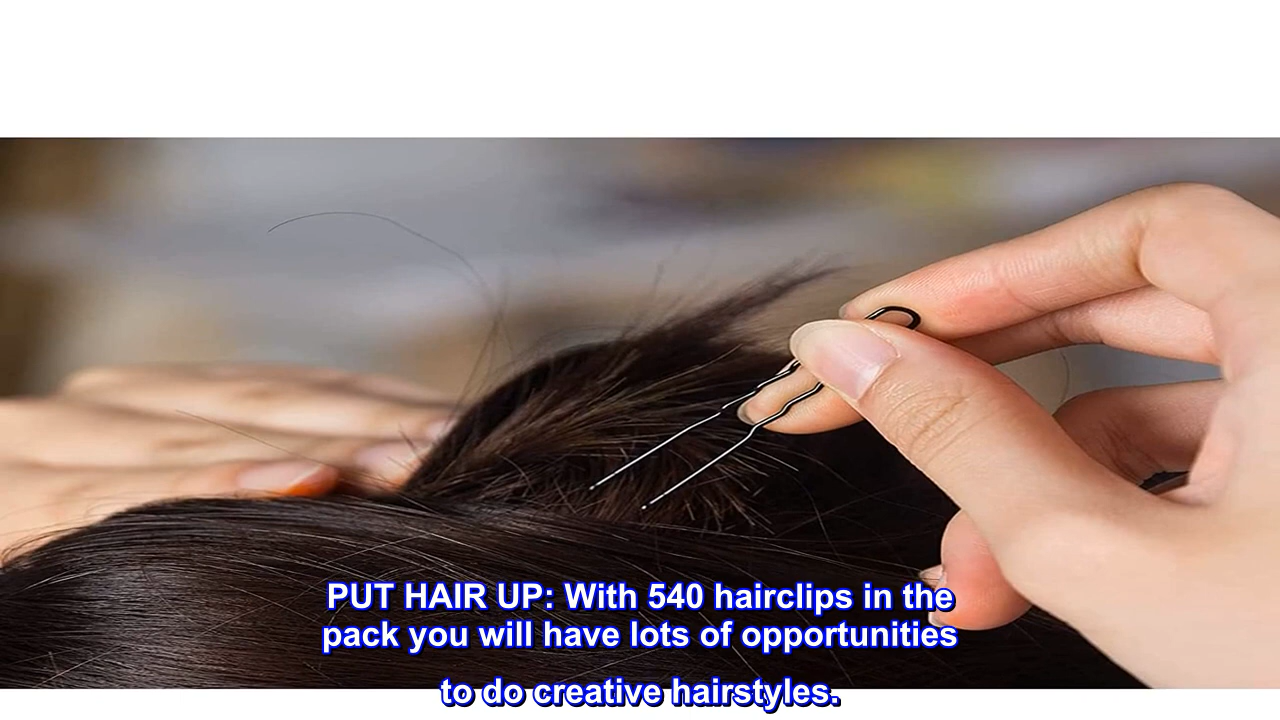 PUT HAIR UP: With 540 hairclips in the
pack you will have lots of opportunities
to do creative hairstyles.